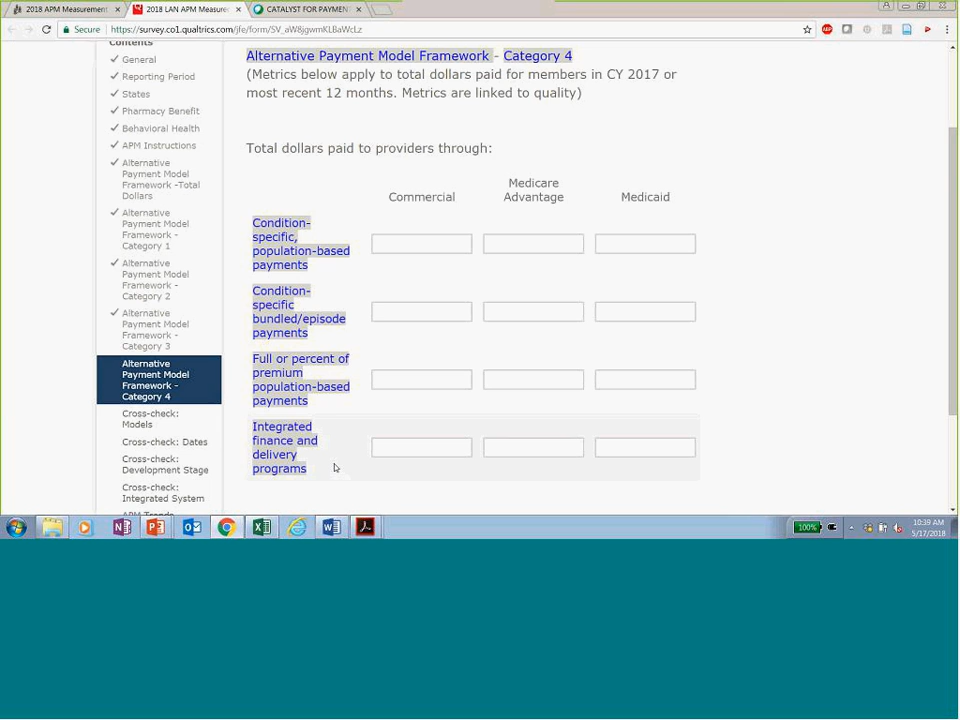 2018 APM Measurement
2018 LAN APM Measure
CATALYST FOR PAYMENT
Secure
https://survey.co1.qualtrics.com/jfe/form/SV_aW8jgwmKLBaWcLz
Contents
General
Reporting Period
States
Pharmacy Benefit
Behavioral Health
APM Instructions
Alternative
Payment Model
Framework -Total
Dollars
Alternative
Payment Model
Framework -
Category 1
Alternative
Payment Model
Framework -
Category 2
Alternative
Payment Model
Framework -
Category 3
Alternative
Payment Model
Framework -
Category 4
Cross-check:
Models
Cross-check: Dates
Cross-check:
Development Stage
Cross-check:
Integrated System
APM Trends
Alternative Payment Model Framework - Category 4
(Metrics below apply to total dollars paid for members in CY 2017 or
most recent 12 months. Metrics are linked to quality)
Total dollars paid to providers through:
Commercial
Medicare
Advantage
Medicaid
Condition-
specific,
population-based
payments
Condition-
specific
bundled/episode
payments
Full or percent of
premium
population-based
payments
Integrated
finance and
delivery
programs
100%
10:39 AM
5/17/2018